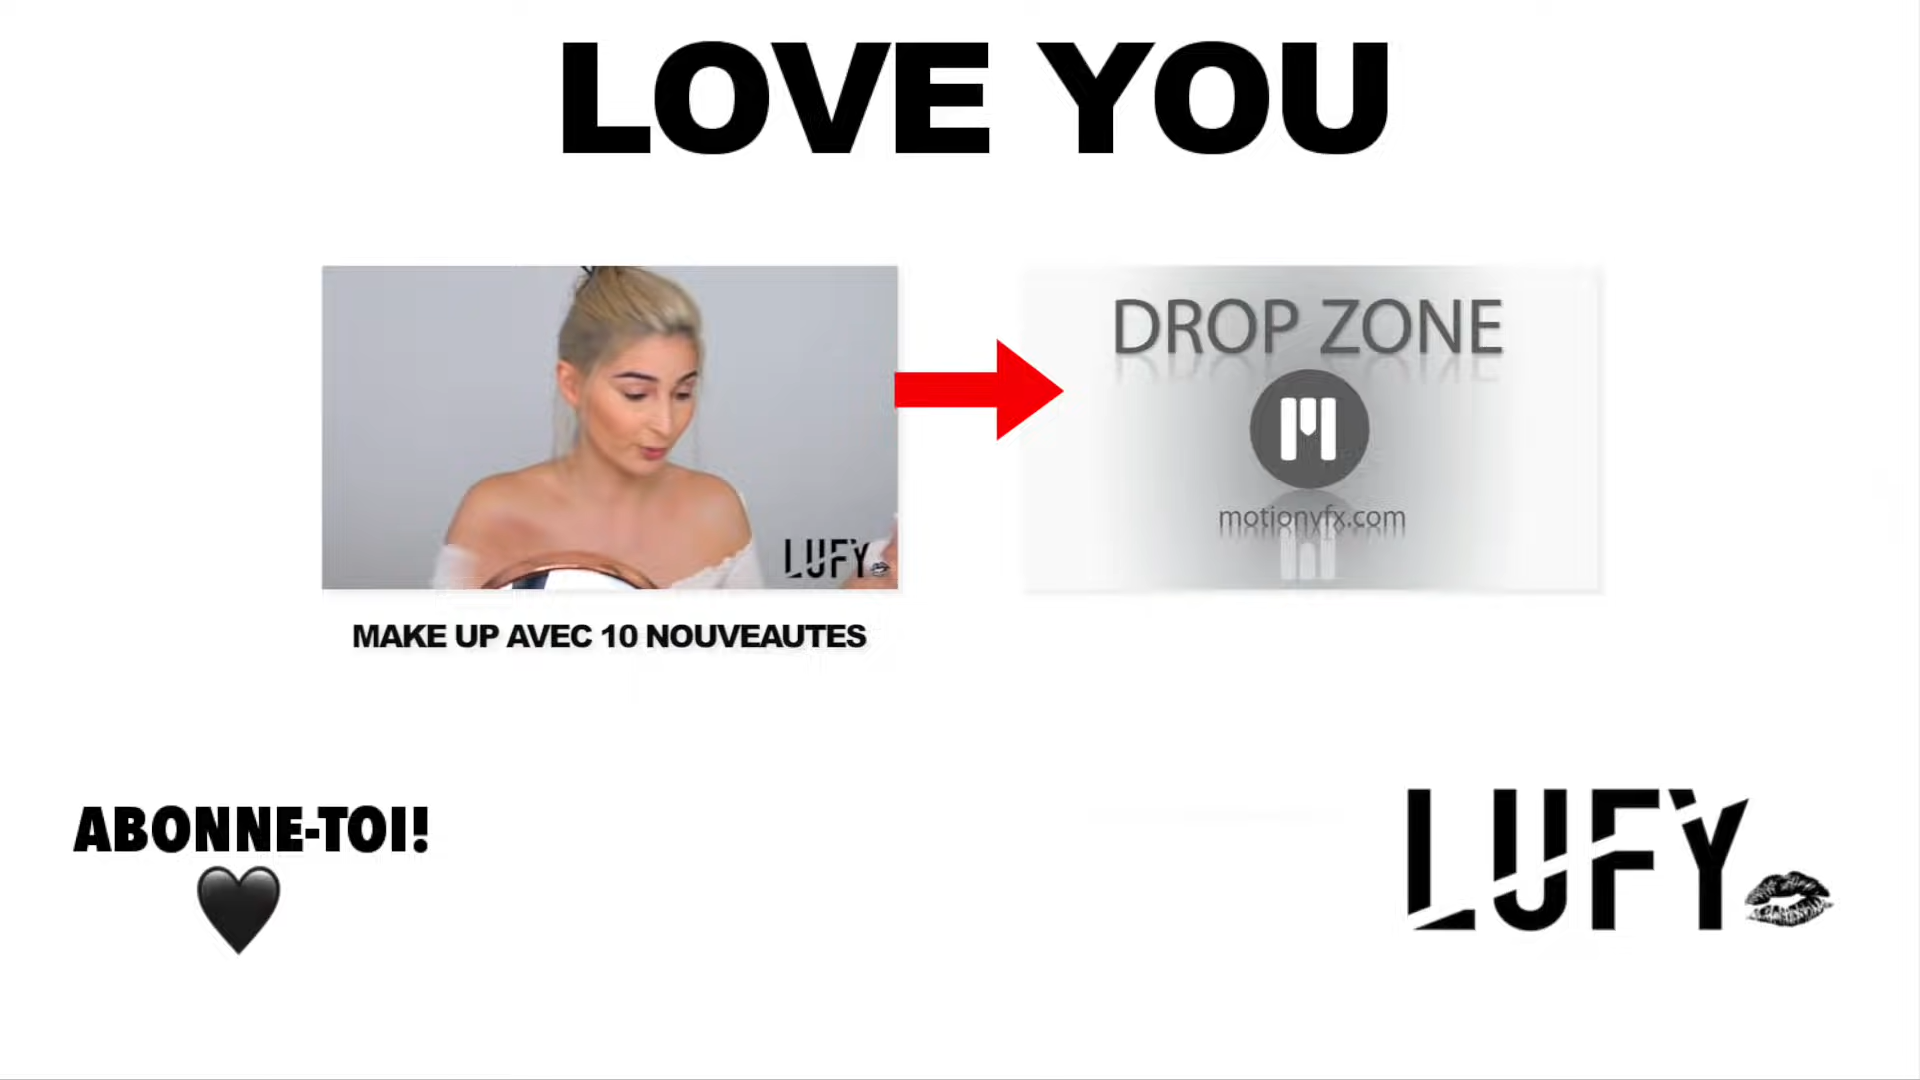 LOVE YOU
DROP ZONE
motionvfx.com
LUFY
MAKE UP AVEC 10 NOUVEAUTES
ABONNE-TOI!
LUFY